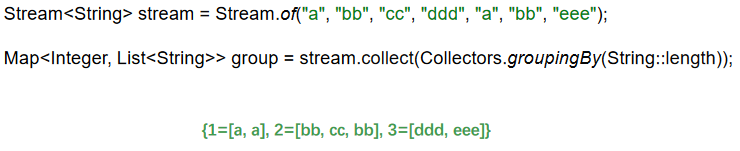 Stream<String> stream = Stream.of("a", "bb", "cc", "ddd", "a", "bb", "eee");
Map<Integer, List<String>> group = stream.collect(Collectors.groupingBy(String::length));
{1=[a, a], 2=[bb, cc, bb], 3=[ddd, eee]}